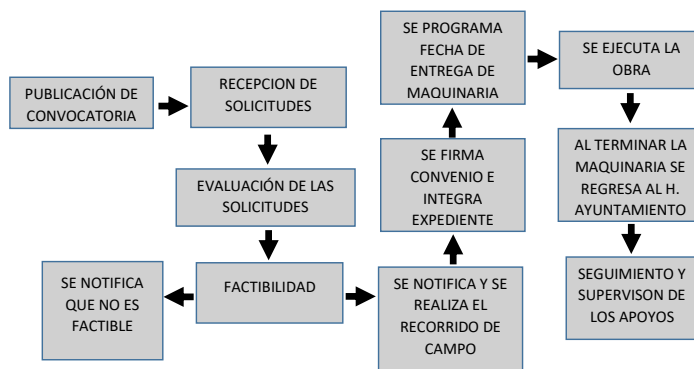 PUBLICACIÓN DE
CONVOCATORIA
RECEPCION DE
SOLICITUDES
EVALUACIÓN DE LAS
SOLICITUDES
FACTIBILIDAD
SE NOTIFICA
QUE NO ES
FACTIBLE
SE NOTIFICA Y SE
REALIZA EL
RECORRIDO DE
CAMPO
SE FIRMA
CONVENIO E
INTEGRA
EXPEDIENTE
SE PROGRAMA
FECHA DE
ENTREGA DE
MAQUINARIA
SE EJECUTA LA
OBRA
AL TERMINAR LA
MAQUINARIA SE
REGRESA AL H.
AYUNTAMIENTO
SEGUIMIENTO Y
SUPERVISON DE
LOS APOYOS